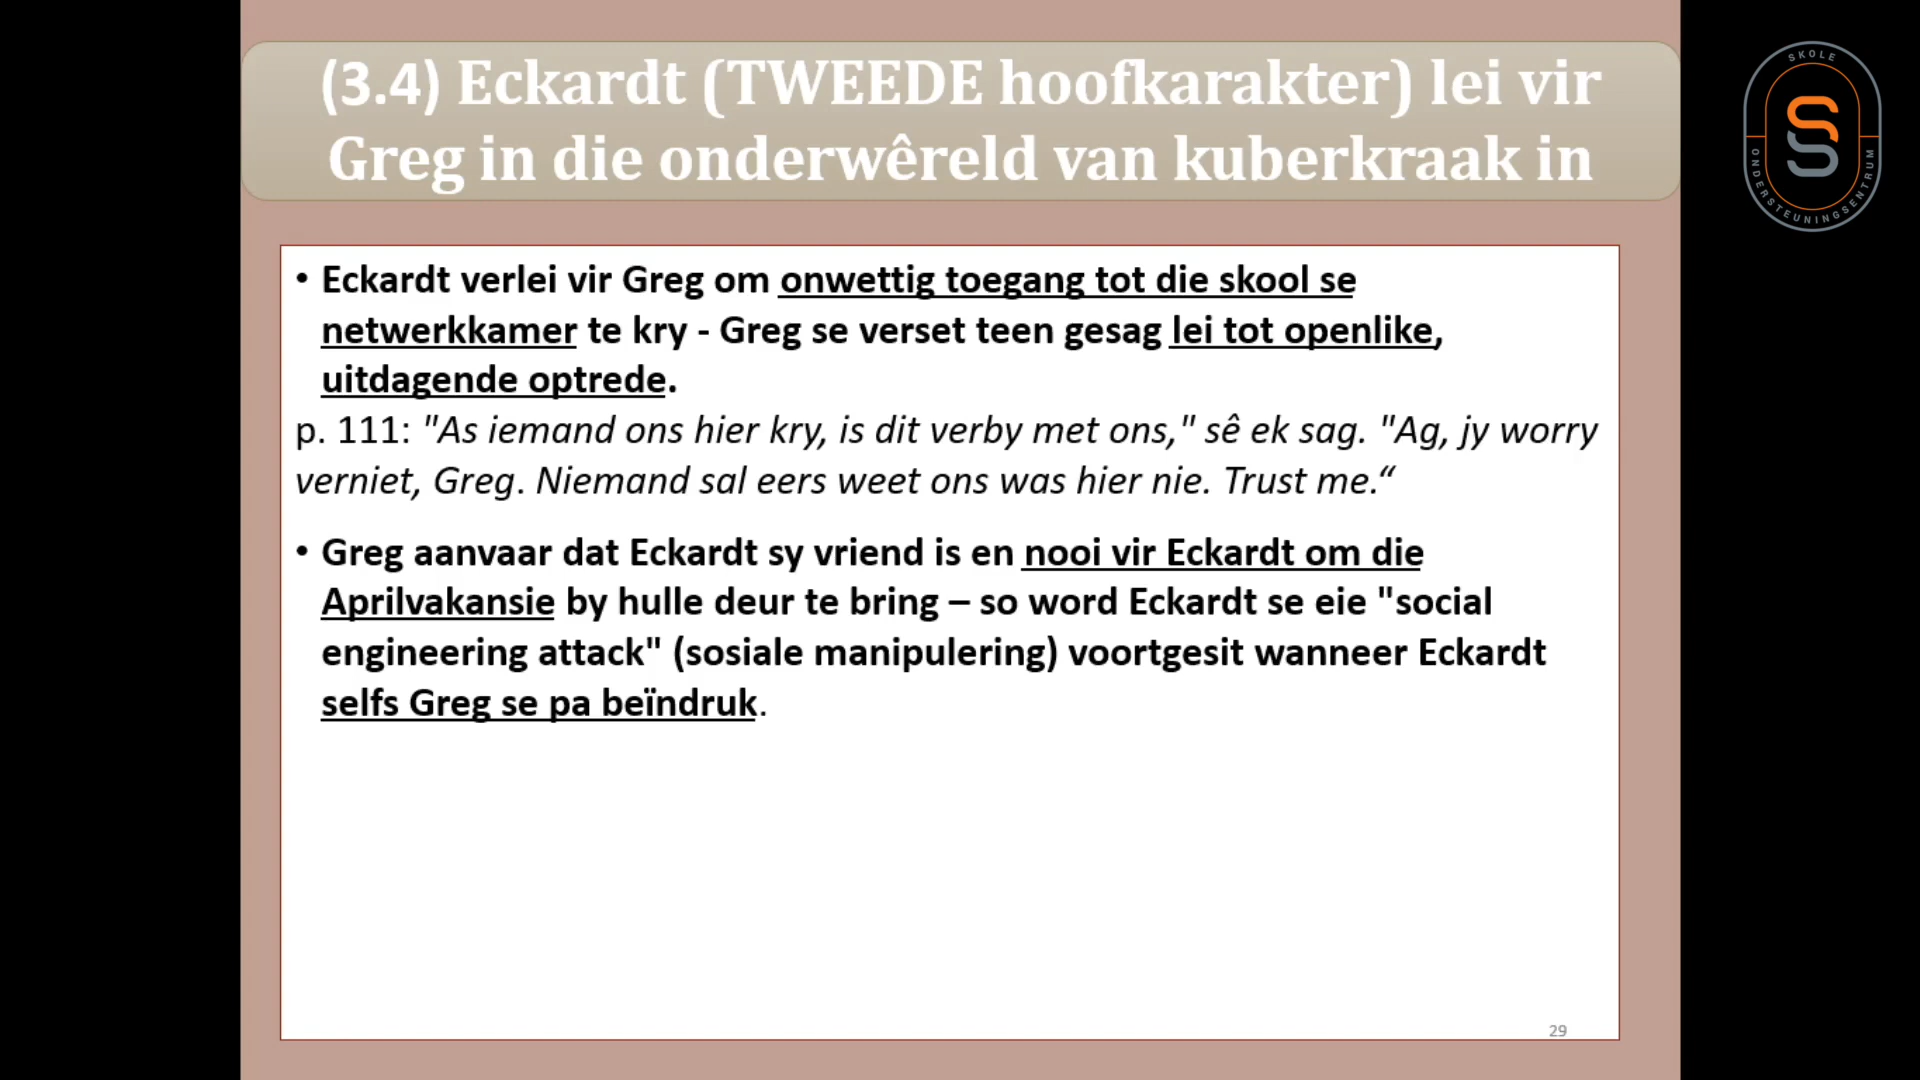 (3.4) Eckardt (TWEEDE hoofkarakter) lei vir
Greg in die onderwêreld van kuberkraak in
SKOLE
ONDERSTEUNINGSENTRUM
• Eckardt verlei vir Greg om onwettig toegang tot die skool se
netwerkkamer te kry - Greg se verset teen gesag lei tot openlike,
uitdagende optrede.
p. 111: "As iemand ons hier kry, is dit verby met ons," sê ek sag. "Ag, jy worry
verniet, Greg. Niemand sal eers weet ons was hier nie. Trust me.“
• Greg aanvaar dat Eckardt sy vriend is en nooi vir Eckardt om die
Aprilvakansie by hulle deur te bring – so word Eckardt se eie "social
engineering attack" (sosiale manipulering) voortgesit wanneer Eckardt
selfs Greg se pa beïndruk.
29